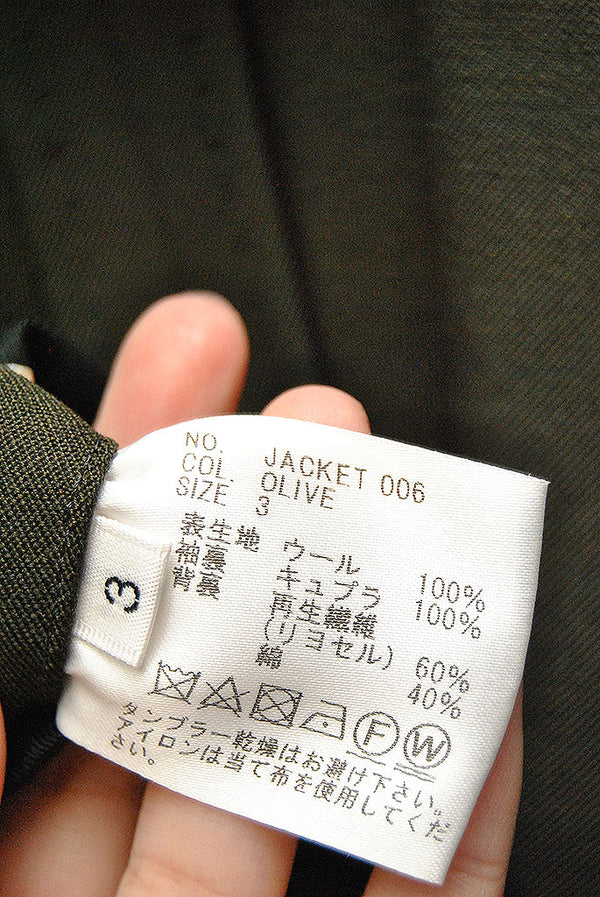 NO. JACKET 006
COL. OLIVE
SIZE 3
表生地 ウール 100%
袖裏 キュプラ 100%
背裏 再生繊維
(リヨセル) 60%
綿 40%
F W
タンブラー乾燥はお避け下さい。
アイロンは当て布を使用してくだ
さい。
3